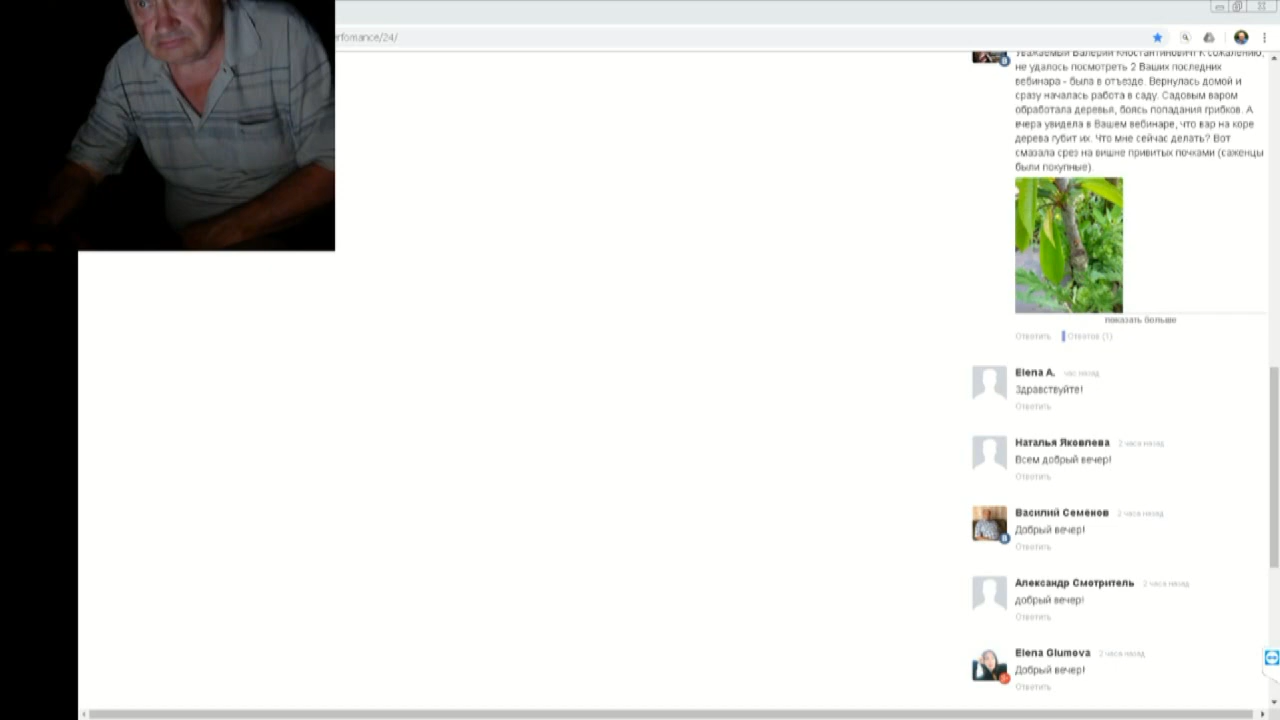 erfomance/24/
Уважаемый Валерий Кностантинович! К сожалению,
не удалось посмотреть 2 Ваших последних
вебинара - была в отъезде. Вернулась домой и
сразу началась работа в саду. Садовым варом
обработала деревья, боясь попадания грибков. А
вчера увидела в Вашем вебинаре, что вар на коре
дерева губит их. Что мне сейчас делать? Вот
смазала срез на вишне привитых почками (саженцы
были покупные).
показать больше
Ответить Ответов (1)
Elena A. час назад
Здравствуйте!
Ответить
Наталья Яковлева 2 часа назад
Всем добрый вечер!
Ответить
Василий Семёнов 2 часа назад
Добрый вечер!
Ответить
Александр Смотритель 2 часа назад
добрый вечер!
Ответить
Elena Glumova 2 часа назад
Добрый вечер!
Ответить